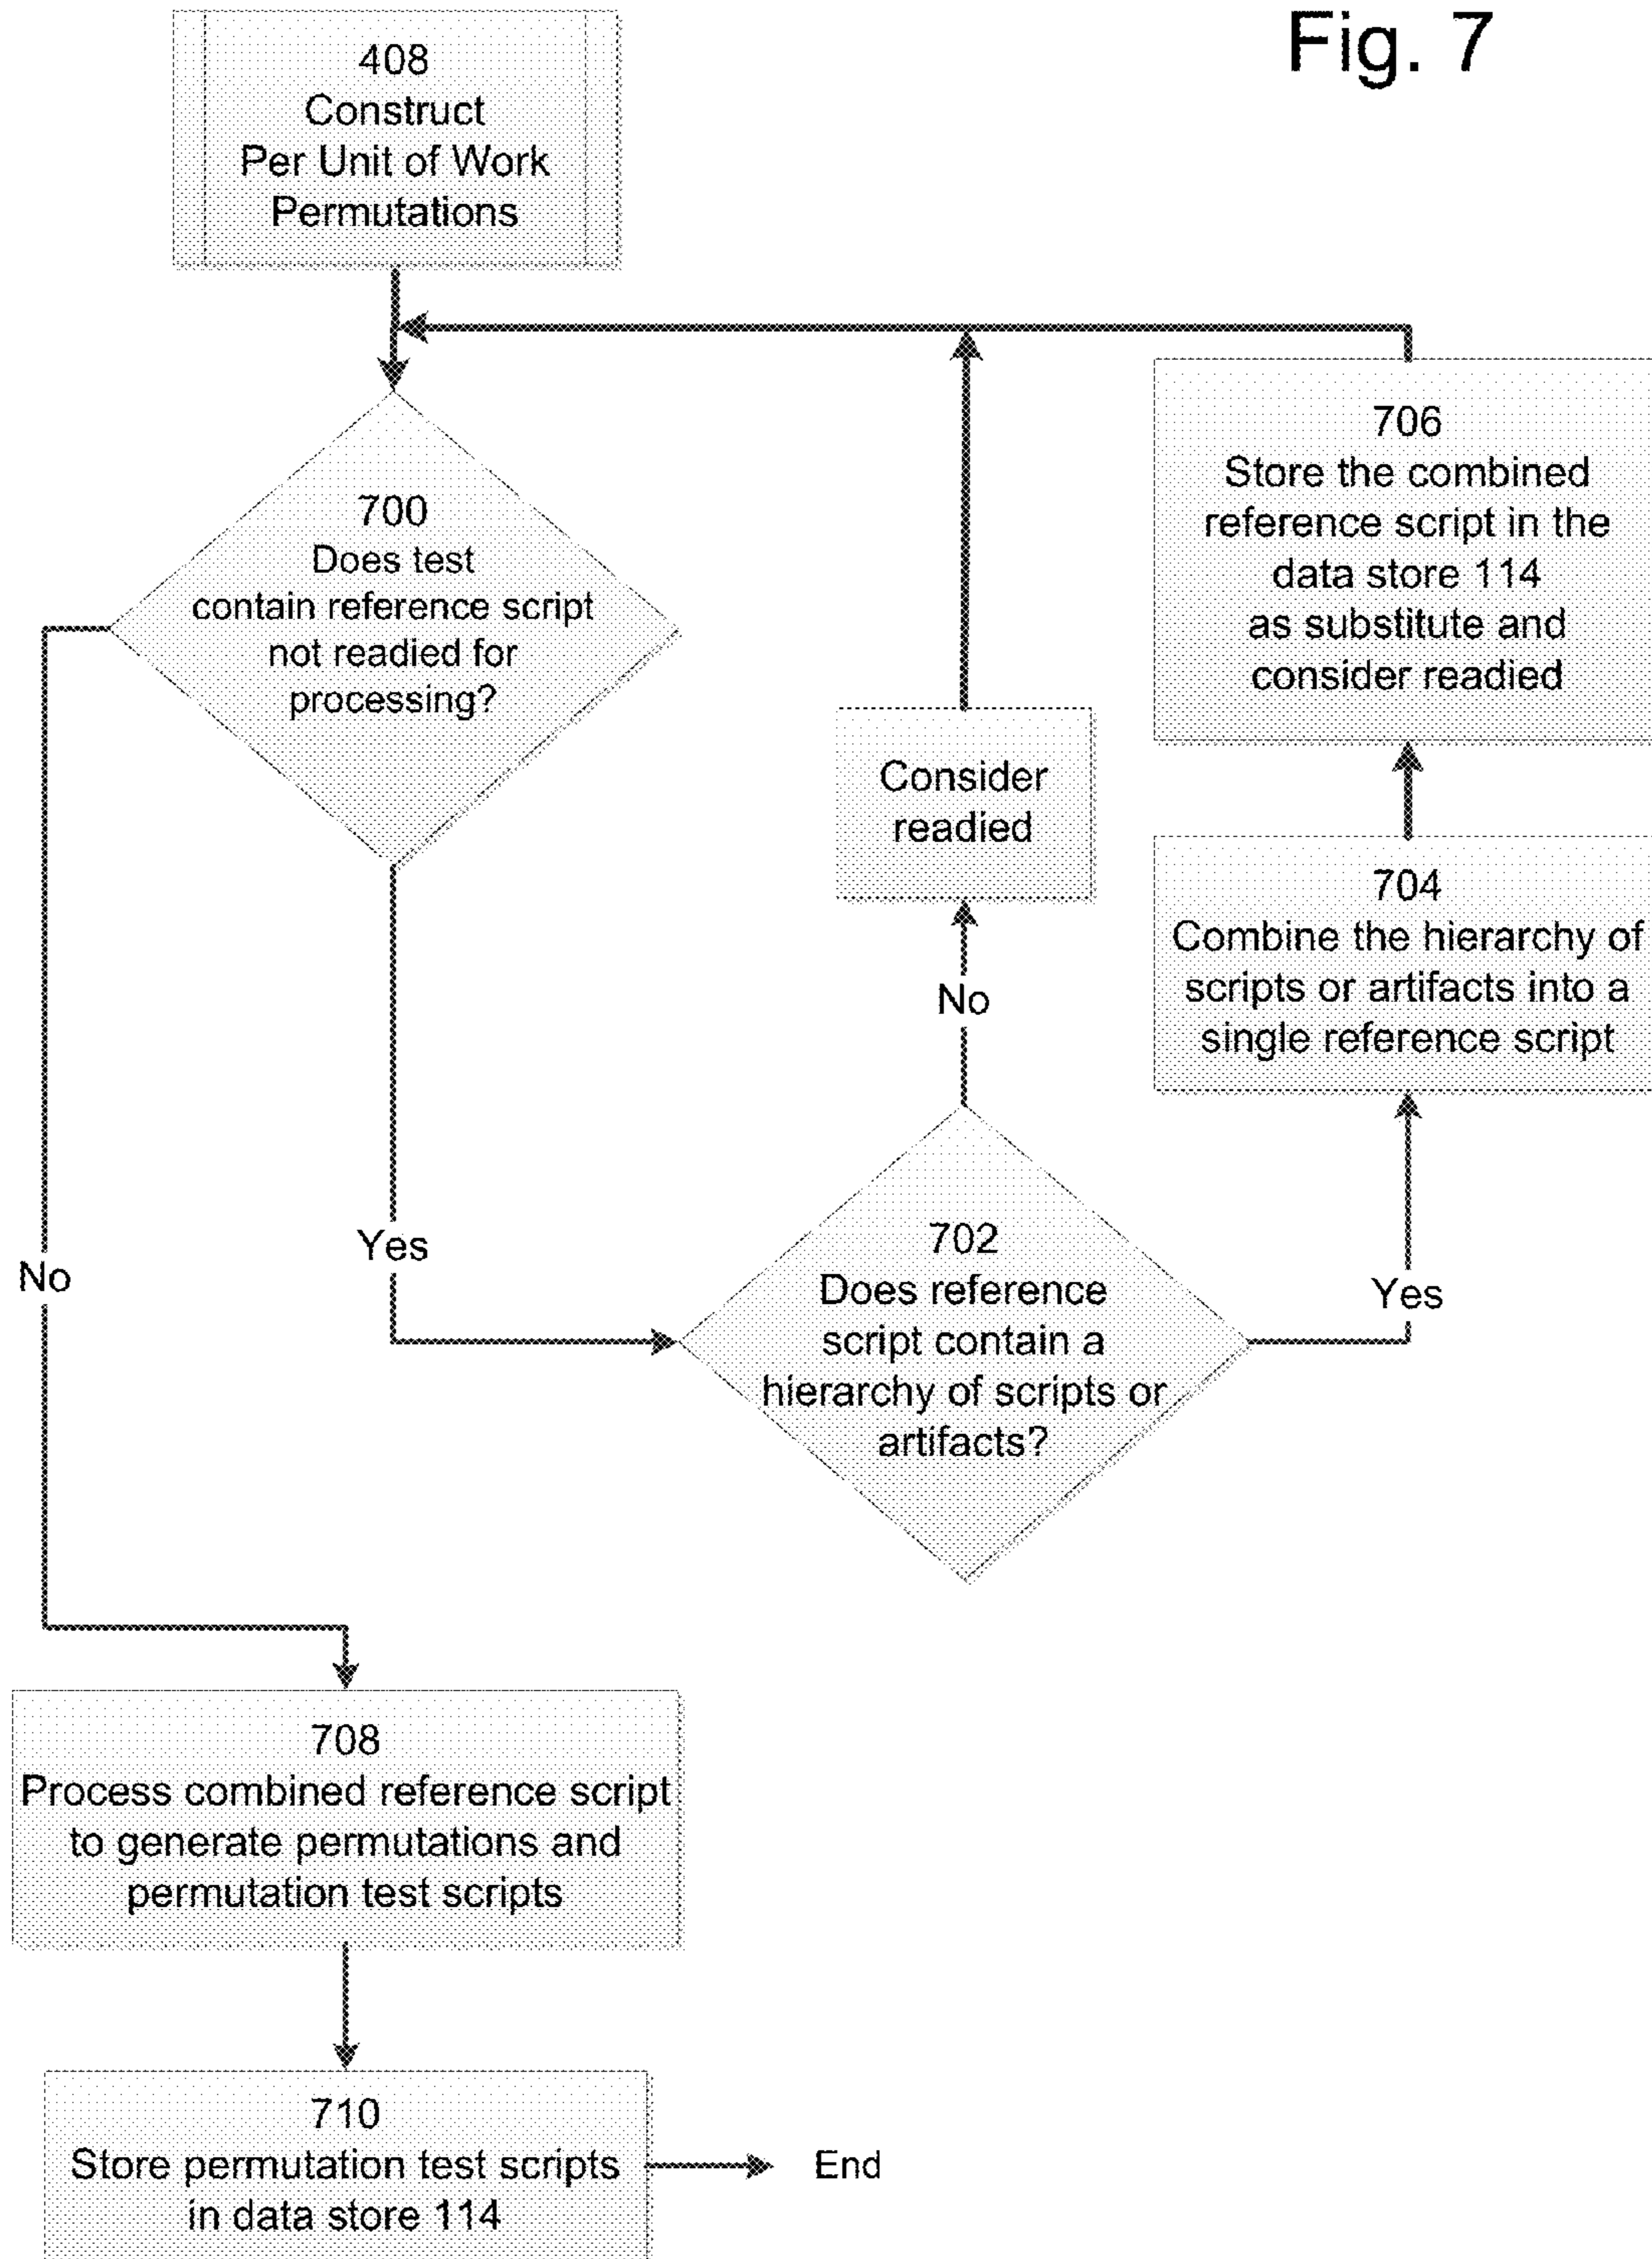 Fig. 7
408
Construct
Per Unit of Work
Permutations
700
Does test
contain reference script
not readied for
processing?
706
Store the combined
reference script in the
data store 114
as substitute and
consider readied
Consider
readied
704
Combine the hierarchy of
scripts or artifacts into a
single reference script
No
Yes
No
702
Does reference
script contain a
hierarchy of scripts or
artifacts?
Yes
708
Process combined reference script
to generate permutations and
permutation test scripts
710
Store permutation test scripts
in data store 114
End